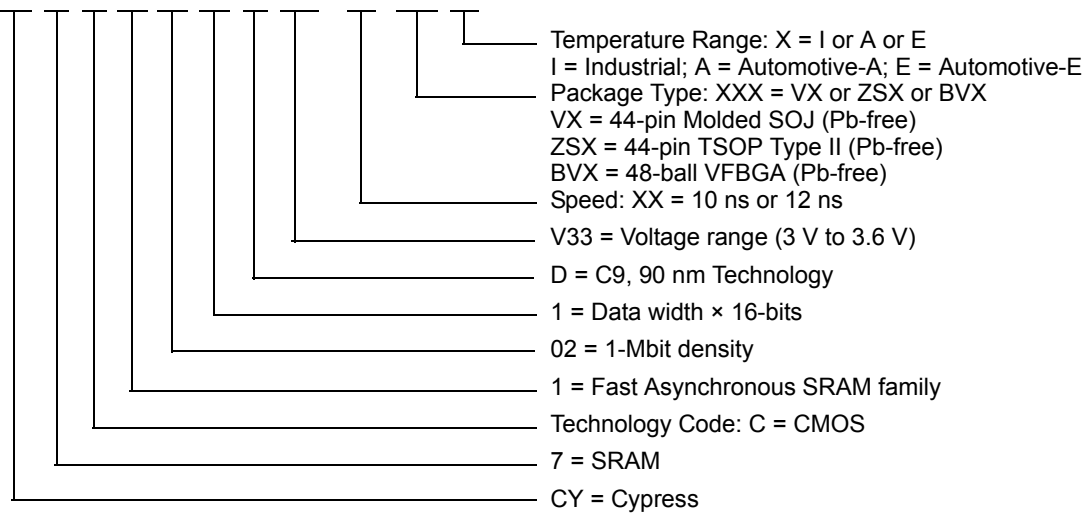 Temperature Range: X = I or A or E
I = Industrial; A = Automotive-A; E = Automotive-E
Package Type: XXX = VX or ZSX or BVX
VX = 44-pin Molded SOJ (Pb-free)
ZSX = 44-pin TSOP Type II (Pb-free)
BVX = 48-ball VFBGA (Pb-free)
Speed: XX = 10 ns or 12 ns
V33 = Voltage range (3 V to 3.6 V)
D = C9, 90 nm Technology
1 = Data width × 16-bits
02 = 1-Mbit density
1 = Fast Asynchronous SRAM family
Technology Code: C = CMOS
7 = SRAM
CY = Cypress